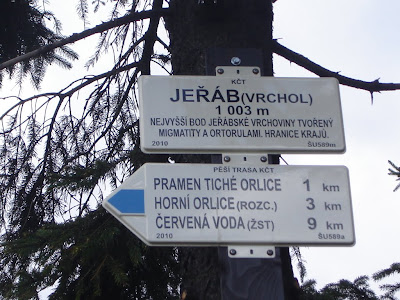 KČT
JEŘÁB(VRCHOL)
1 003 m
NEJVYŠŠÍ BOD JEŘÁBSKÉ VRCHOVINY TVOŘENÝ
MIGMATITY A ORTORULAMI. HRANICE KRAJŮ.
2010 ŠU589m
PĚŠÍ TRASA KČT
PRAMEN TICHÉ ORLICE 1 km
HORNÍ ORLICE (ROZC.) 3 km
ČERVENÁ VODA (ŽST) 9 km
2010 ŠU589a